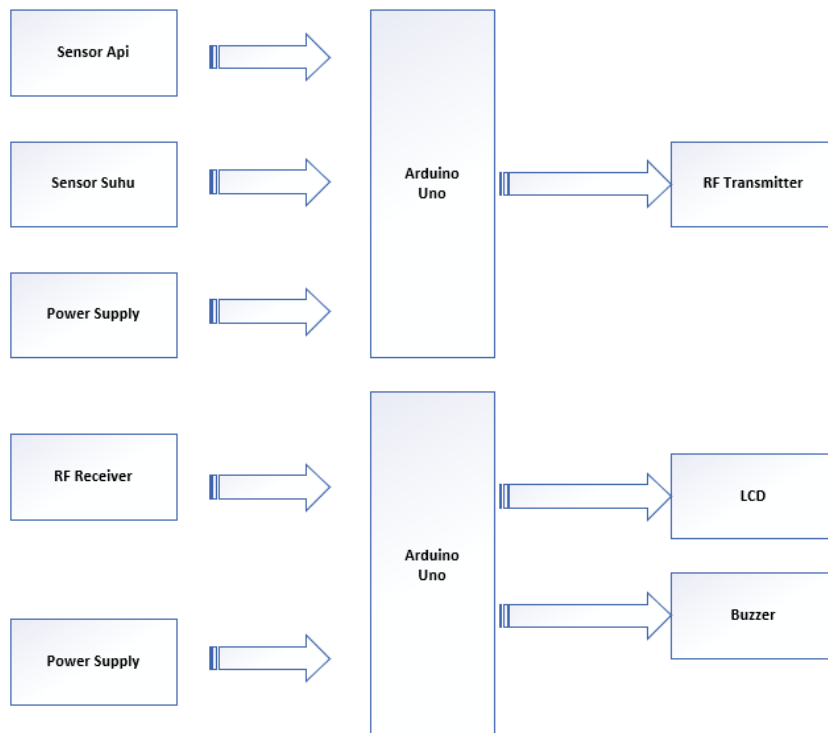 Sensor Api
Sensor Suhu
Power Supply
Arduino
Uno
RF Transmitter
RF Receiver
Power Supply
Arduino
Uno
LCD
Buzzer